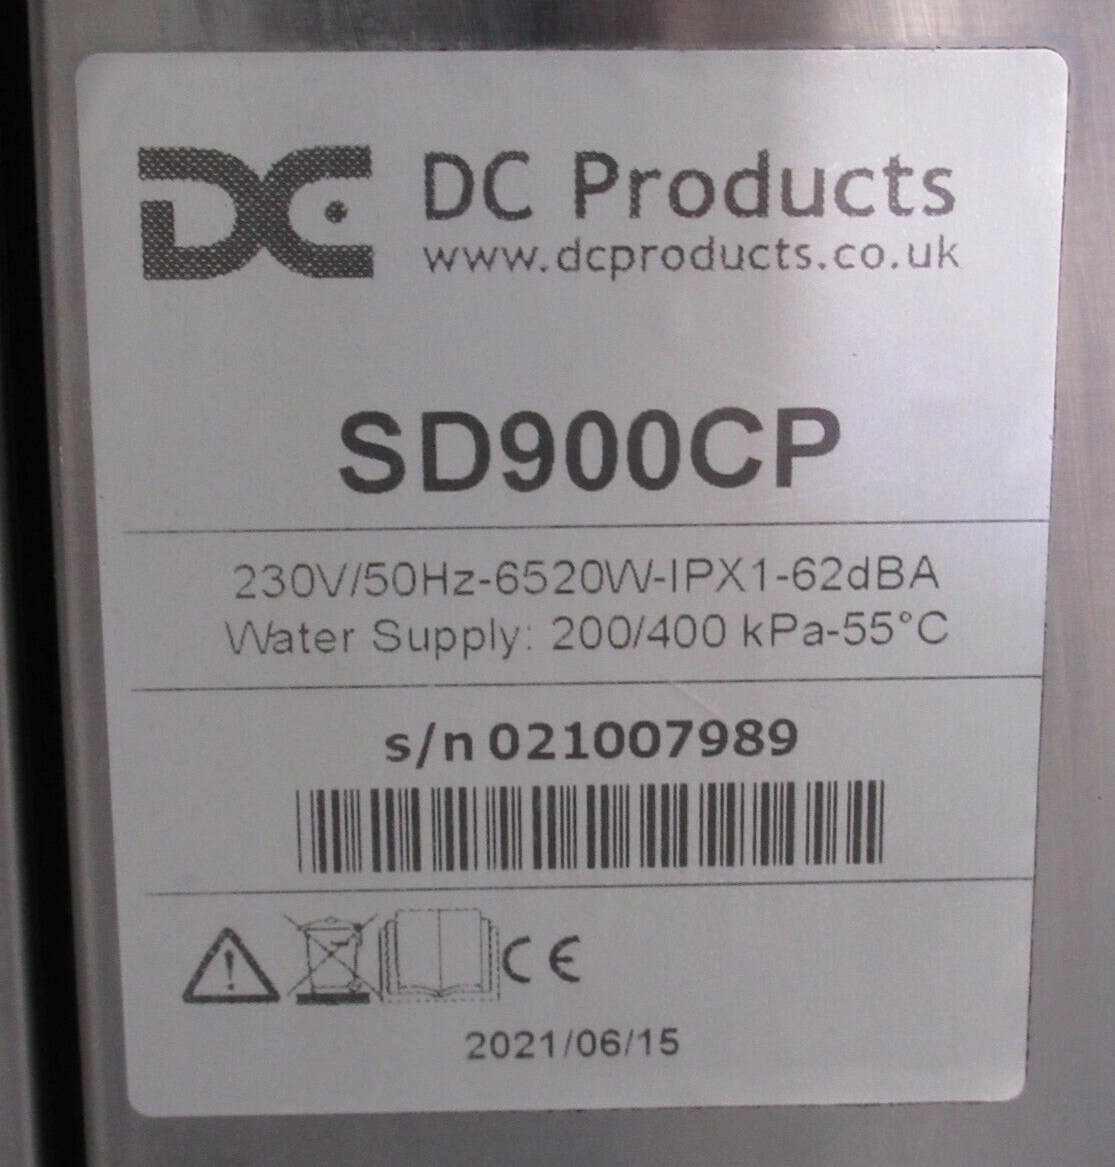 DC DC Products
www.dcproducts.co.uk
SD900CP
230V/50Hz-6520W-IPX1-62dBA
Water Supply: 200/400 kPa-55°C
s/n 021007989
CE
2021/06/15